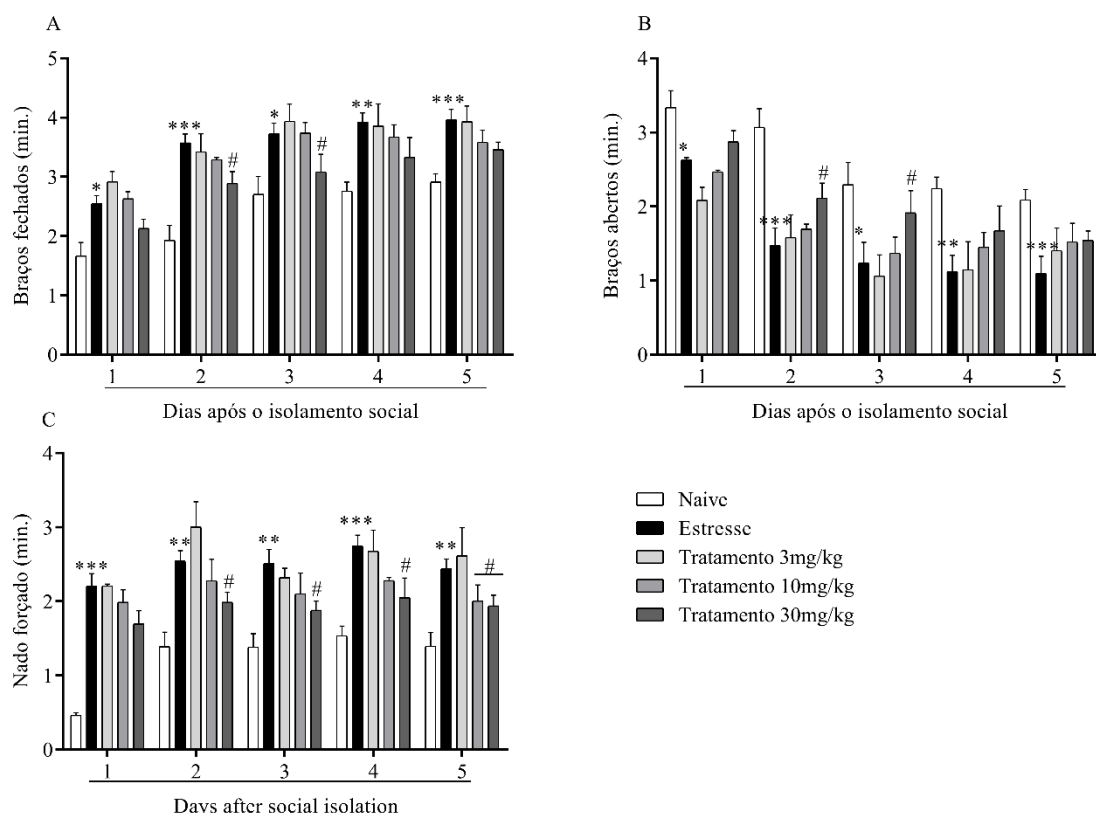 A
Braços fechados (min.)
5
4
3
2
1
0
*
***
#
*
#
**
***
1 2 3 4 5
Dias após o isolamento social
B
Braços abertos (min.)
4
3
2
1
0
*
***
#
*
#
**
***
1 2 3 4 5
Dias após o isolamento social
C
Nado forçado (min.)
4
3
2
1
0
***
**
#
**
#
***
#
**
#
1 2 3 4 5
Days after social isolation
Naive
Estresse
Tratamento 3mg/kg
Tratamento 10mg/kg
Tratamento 30mg/kg